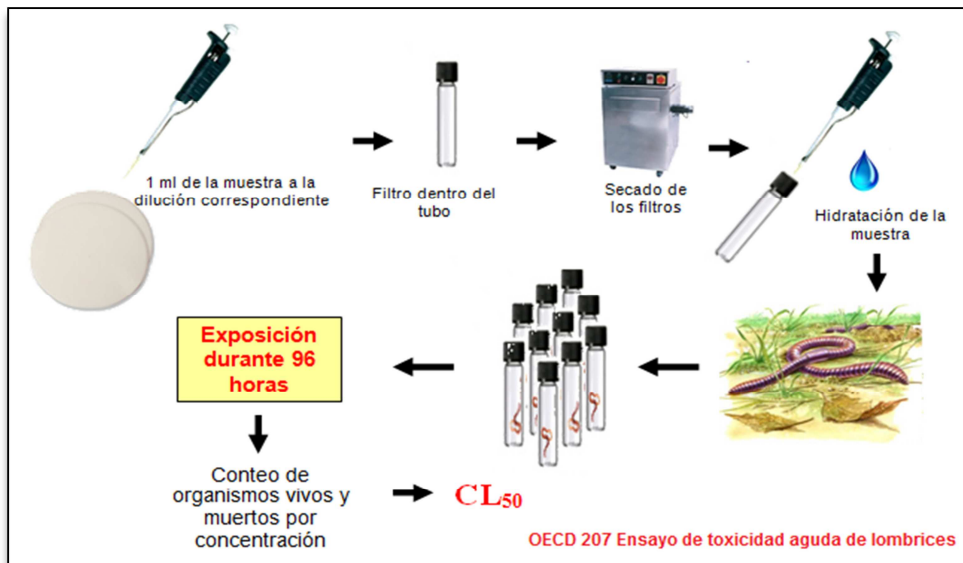 1 ml de la muestra a la
dilución correspondiente
Filtro dentro del
tubo
Secado de
los filtros
Hidratación de la
muestra
Exposición
durante 96
horas
Conteo de
organismos vivos y
muertos por
concentración
CL50
OECD 207 Ensayo de toxicidad aguda de lombrices